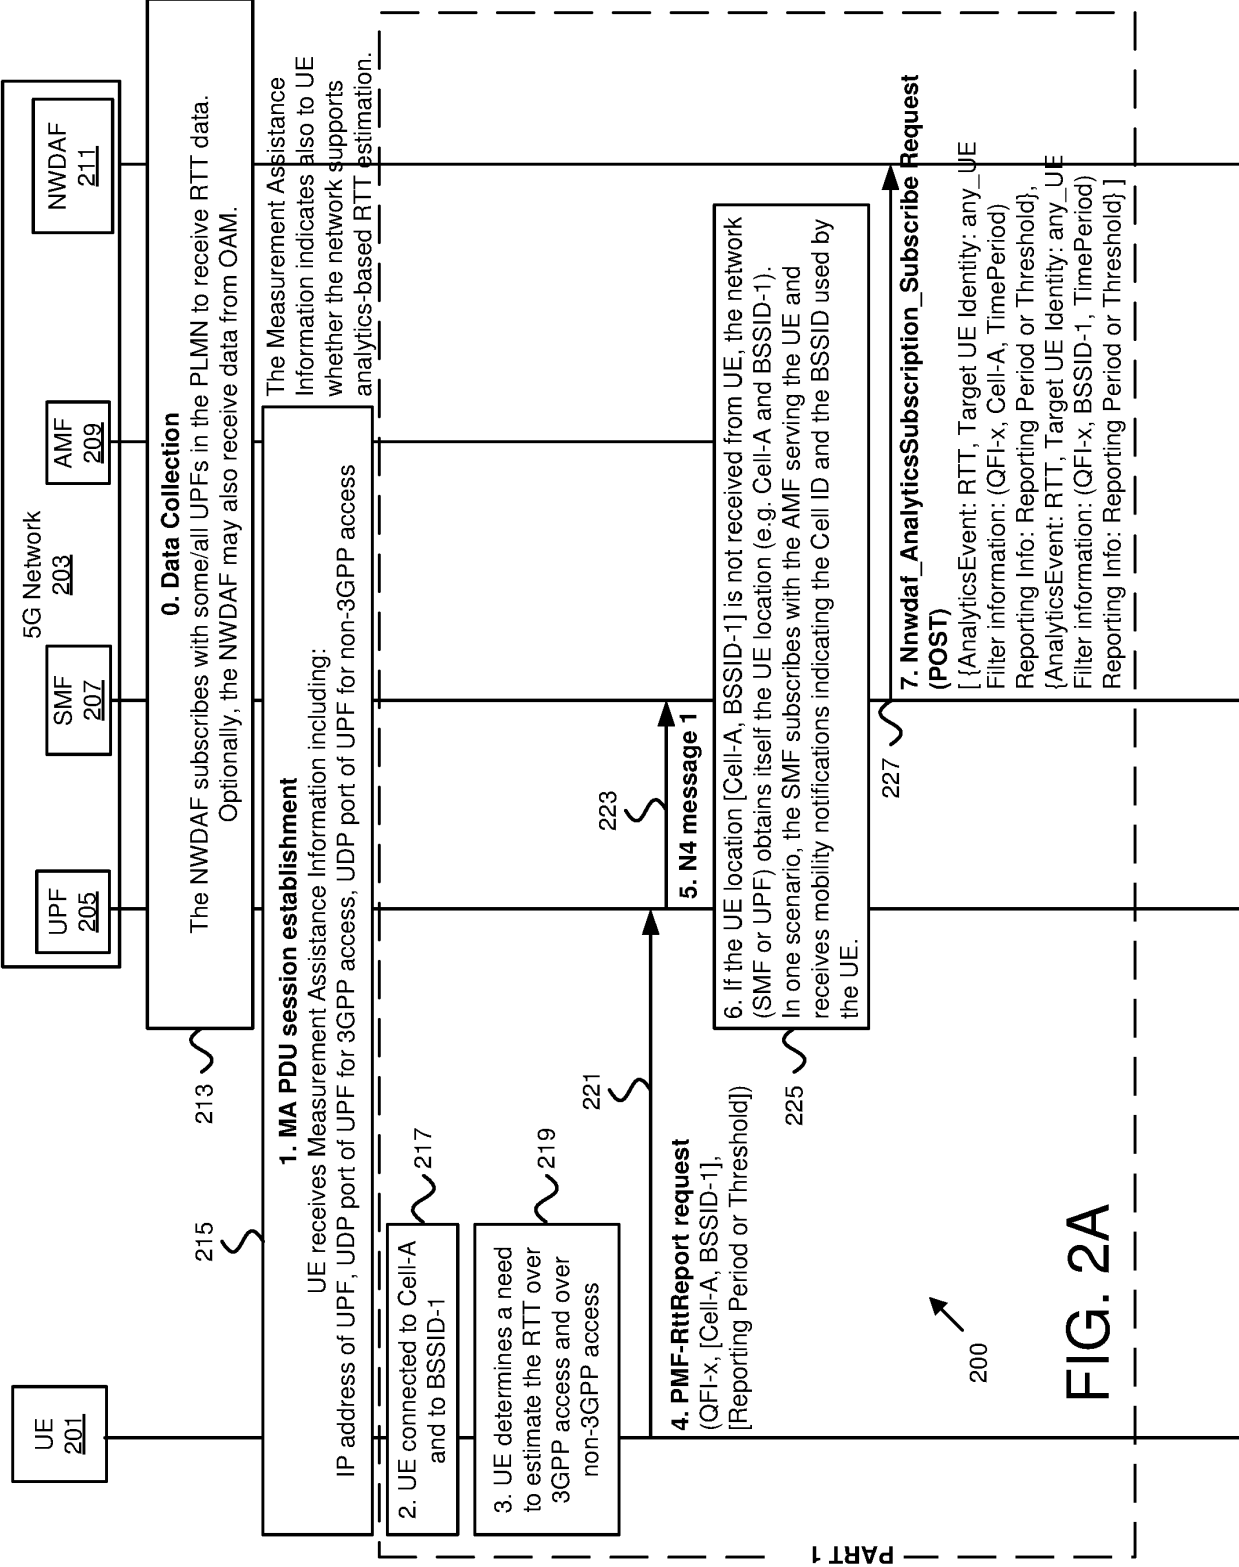 5G Network
203
UE
201
UPF
205
SMF
207
AMF
209
NWDAF
211
213
0. Data Collection
The NWDAF subscribes with some/all UPFs in the PLMN to receive RTT data.
Optionally, the NWDAF may also receive data from OAM.
215
1. MA PDU session establishment
UE receives Measurement Assistance Information including:
IP address of UPF, UDP port of UPF for 3GPP access, UDP port of UPF for non-3GPP access
The Measurement Assistance
Information indicates also to UE
whether the network supports
analytics-based RTT estimation.
2. UE connected to Cell-A
and to BSSID-1
217
3. UE determines a need
to estimate the RTT over
3GPP access and over
non-3GPP access
219
221
4. PMF-RttReport request
(QFI-x, [Cell-A, BSSID-1],
[Reporting Period or Threshold])
223
5. N4 message 1
6. If the UE location [Cell-A, BSSID-1] is not received from UE, the network
(SMF or UPF) obtains itself the UE location (e.g. Cell-A and BSSID-1).
In one scenario, the SMF subscribes with the AMF serving the UE and
receives mobility notifications indicating the Cell ID and the BSSID used by
the UE.
225
227
7. Nnwdaf_AnalyticsSubscription_Subscribe Request
(POST)
[ {AnalyticsEvent: RTT, Target UE Identity: any_UE
Filter information: (QFI-x, Cell-A, TimePeriod)
Reporting Info: Reporting Period or Threshold},
{AnalyticsEvent: RTT, Target UE Identity: any_UE
Filter information: (QFI-x, BSSID-1, TimePeriod)
Reporting Info: Reporting Period or Threshold} ]
PART 1
200
FIG. 2A